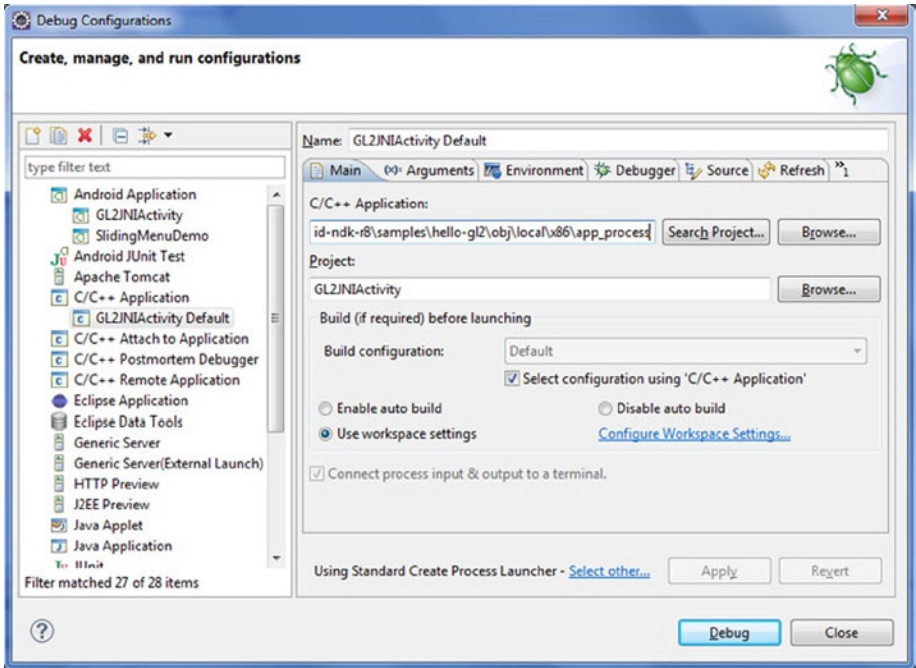 Debug Configurations
Create, manage, and run configurations
type filter text
Android Application
GL2JNIActivity
SlidingMenuDemo
Android JUnit Test
Apache Tomcat
C/C++ Application
GL2JNIActivity Default
C/C++ Attach to Application
C/C++ Postmortem Debugger
C/C++ Remote Application
Eclipse Application
Eclipse Data Tools
Generic Server
Generic Server(External Launch)
HTTP Preview
J2EE Preview
Java Applet
Java Application
JUnit
Filter matched 27 of 28 items
Name: GL2JNIActivity Default
Main Arguments Environment Debugger Source Refresh »1
C/C++ Application:
id-ndk-r8\samples\hello-gl2\obj\local\x86\app_process Search Project... Browse...
Project:
GL2JNIActivity Browse...
Build (if required) before launching
Build configuration: Default
Select configuration using 'C/C++ Application'
Enable auto build Disable auto build
Use workspace settings Configure Workspace Settings...
Connect process input & output to a terminal.
Using Standard Create Process Launcher - Select other... Apply Revert
? Debug Close